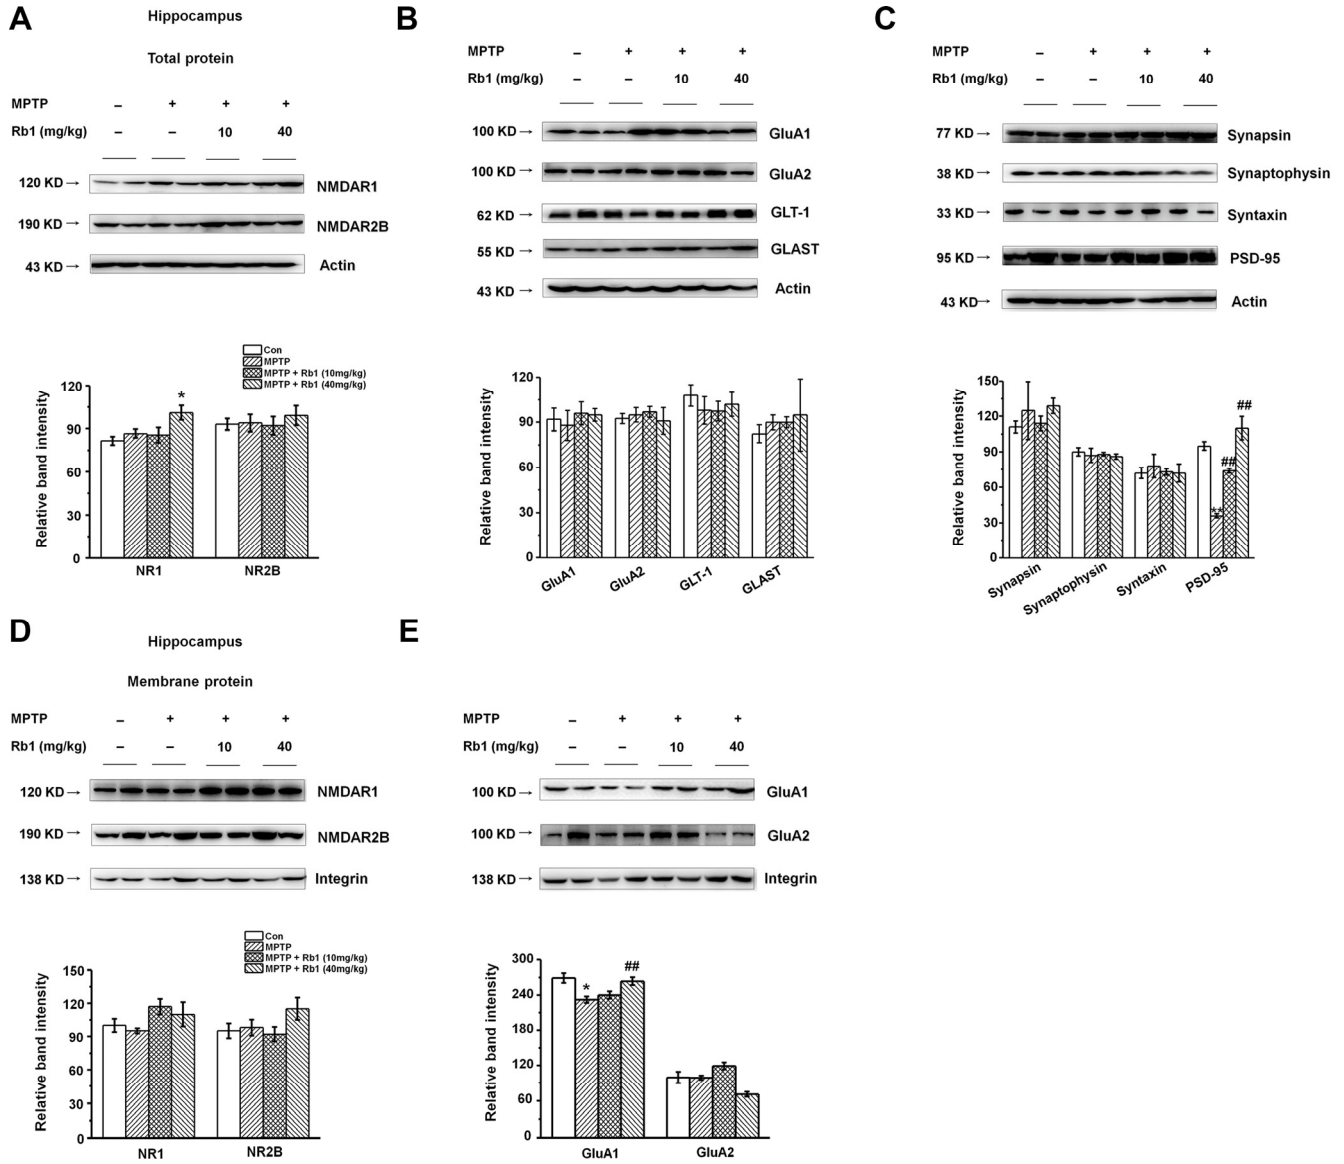 A
Hippocampus
Total protein
MPTP – + + +
Rb1 (mg/kg) – – 10 40
120 KD→ NMDAR1
190 KD→ NMDAR2B
43 KD→ Actin
Con
MPTP
MPTP + Rb1 (10mg/kg)
MPTP + Rb1 (40mg/kg)
Relative band intensity
120
90
60
30
0
*
NR1 NR2B
B
MPTP – + + +
Rb1 (mg/kg) – – 10 40
100 KD→ GluA1
100 KD→ GluA2
62 KD→ GLT-1
55 KD→ GLAST
43 KD→ Actin
Relative band intensity
120
90
60
30
0
GluA1 GluA2 GLT-1 GLAST
C
MPTP – + + +
Rb1 (mg/kg) – – 10 40
77 KD→ Synapsin
38 KD→ Synaptophysin
33 KD→ Syntaxin
95 KD→ PSD-95
43 KD→ Actin
Relative band intensity
150
120
90
60
30
0
** ## ##
Synapsin Synaptophysin Syntaxin PSD-95
D
Hippocampus
Membrane protein
MPTP – + + +
Rb1 (mg/kg) – – 10 40
120 KD→ NMDAR1
190 KD→ NMDAR2B
138 KD→ Integrin
Con
MPTP
MPTP + Rb1 (10mg/kg)
MPTP + Rb1 (40mg/kg)
Relative band intensity
150
120
90
60
30
0
NR1 NR2B
E
MPTP – + + +
Rb1 (mg/kg) – – 10 40
100 KD→ GluA1
100 KD→ GluA2
138 KD→ Integrin
Relative band intensity
300
240
180
120
60
0
* ##
GluA1 GluA2